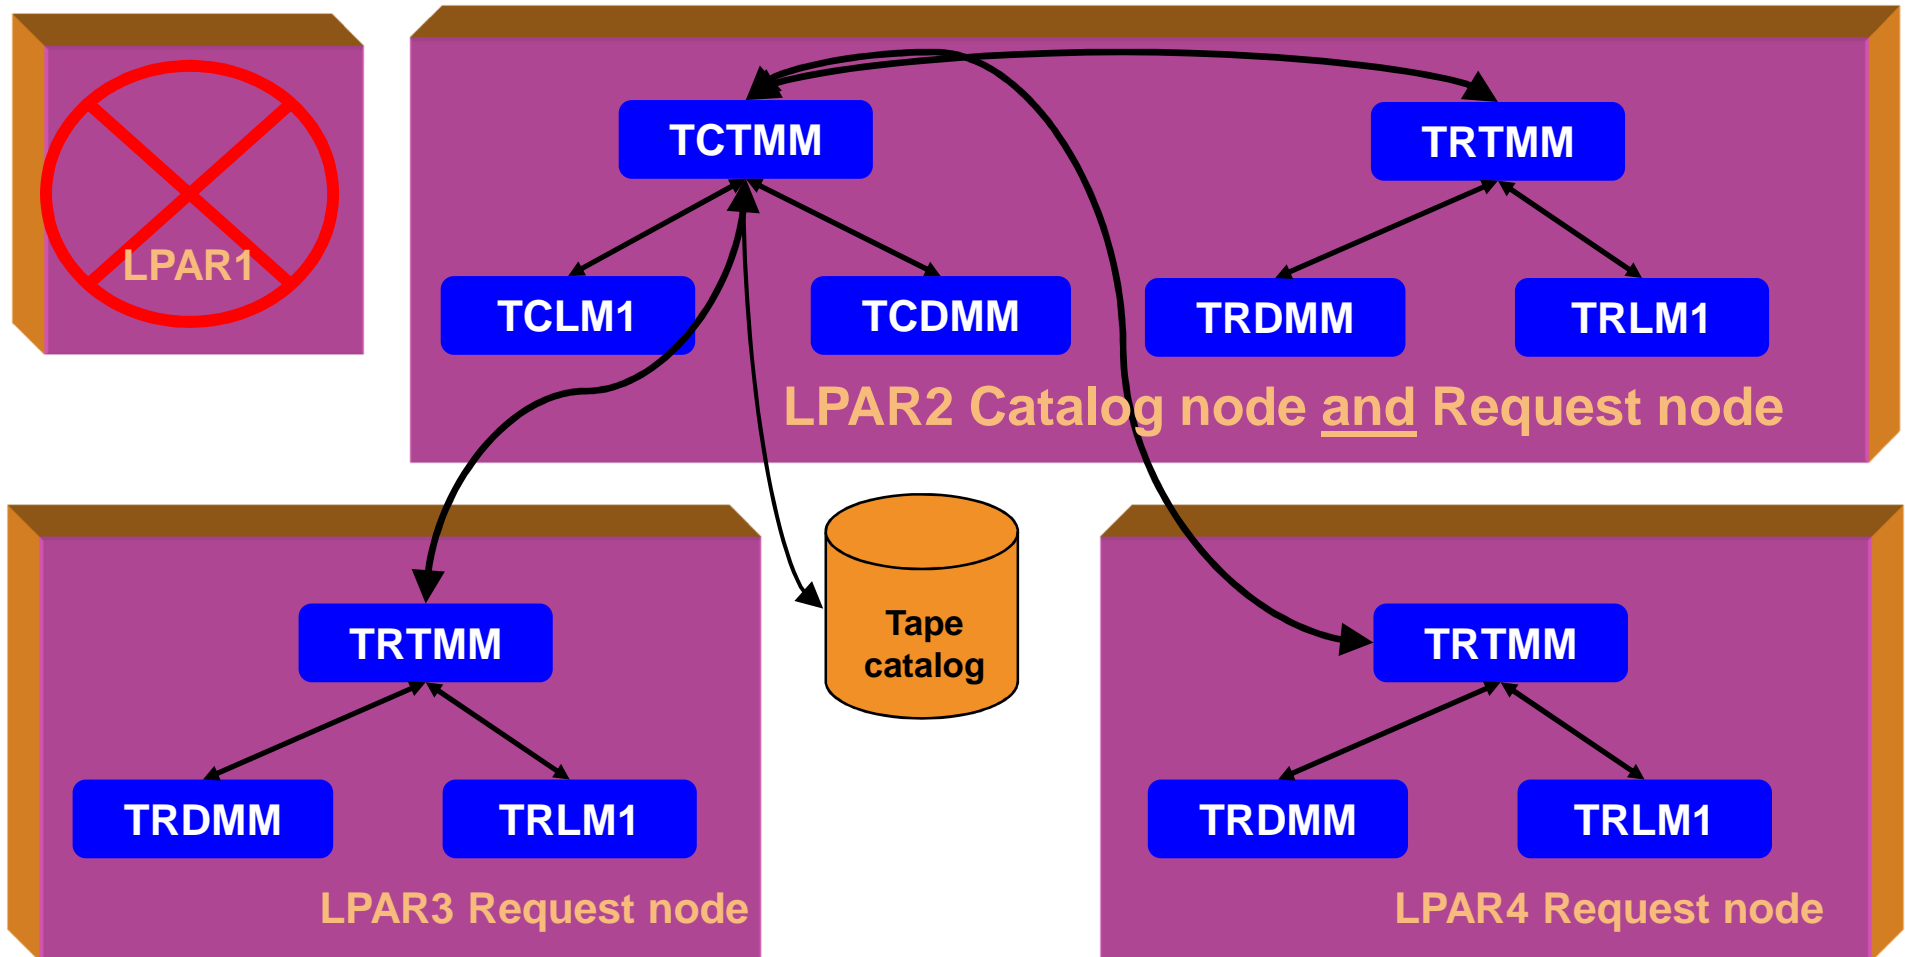 LPAR1
TCTMM
TRTMM
TCLM1
TCDMM
TRDMM
TRLM1
LPAR2 Catalog node and Request node
TRTMM
TRDMM
TRLM1
LPAR3 Request node
Tape
catalog
TRTMM
TRDMM
TRLM1
LPAR4 Request node